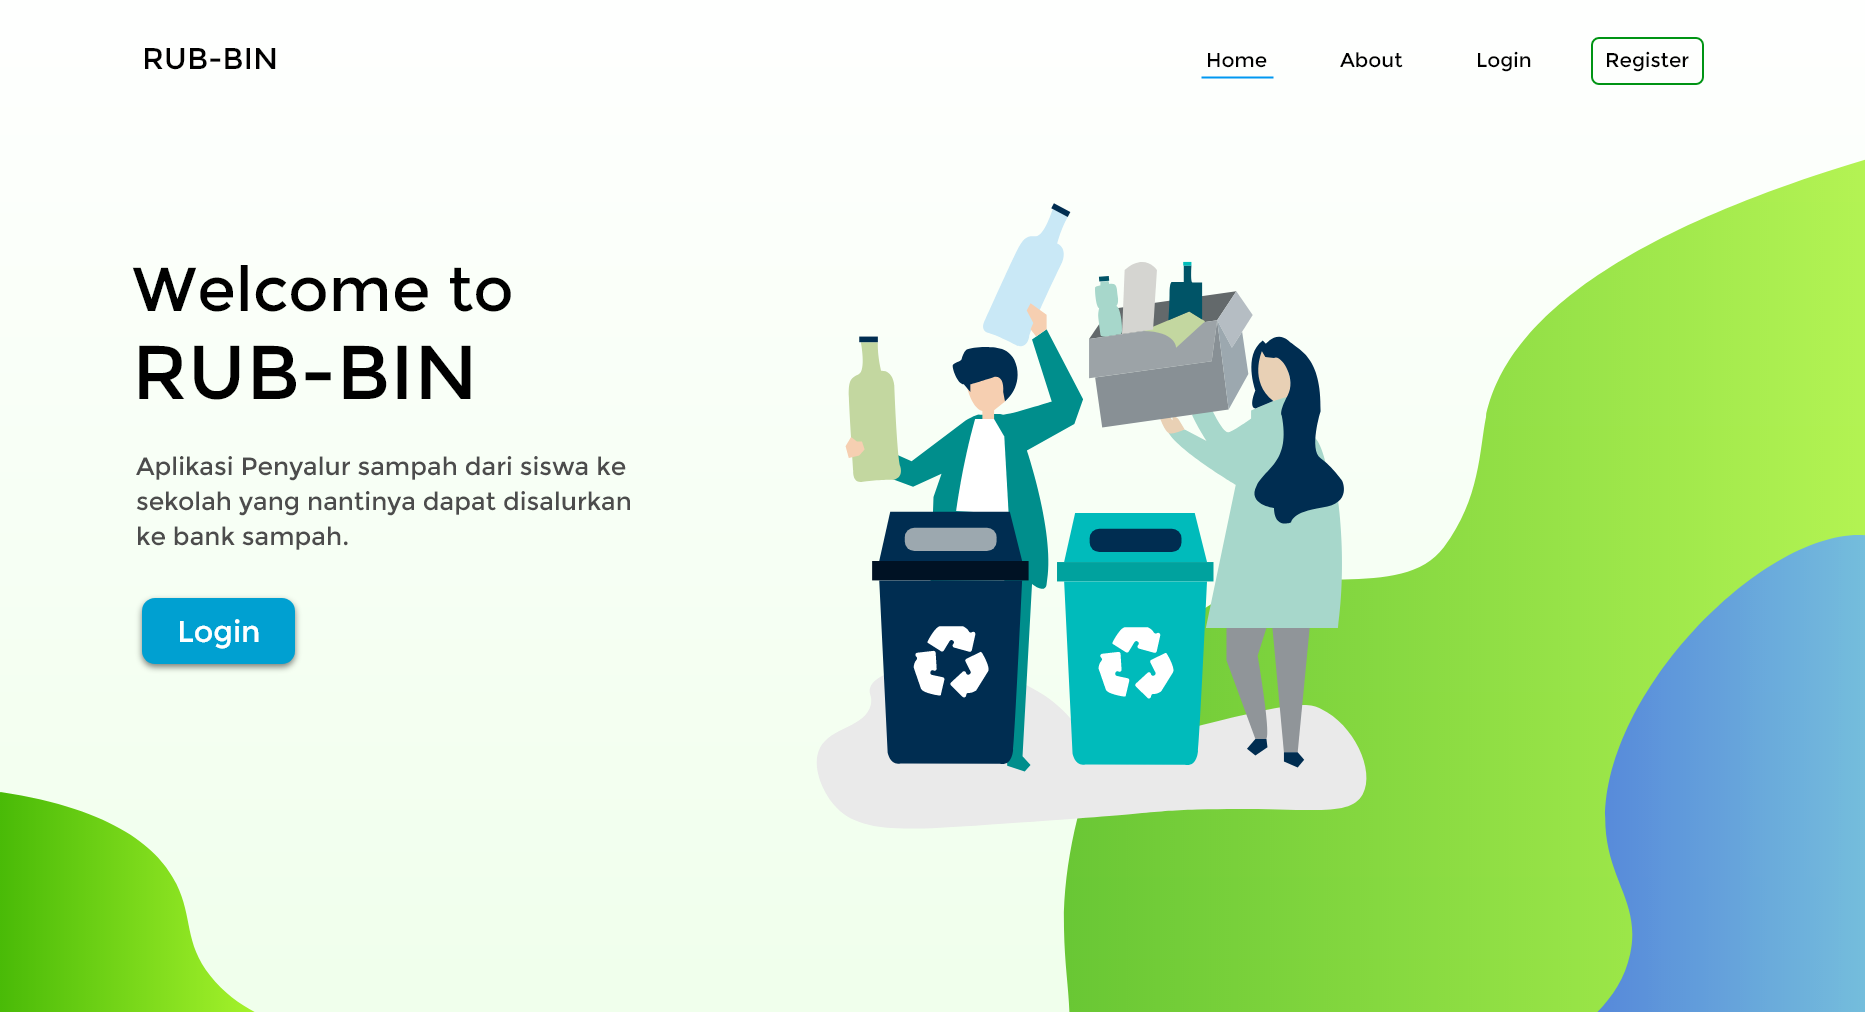 RUB-BIN
Home
About
Login
Register
Welcome to
RUB-BIN
Aplikasi Penyalur sampah dari siswa ke
sekolah yang nantinya dapat disalurkan
ke bank sampah.
Login